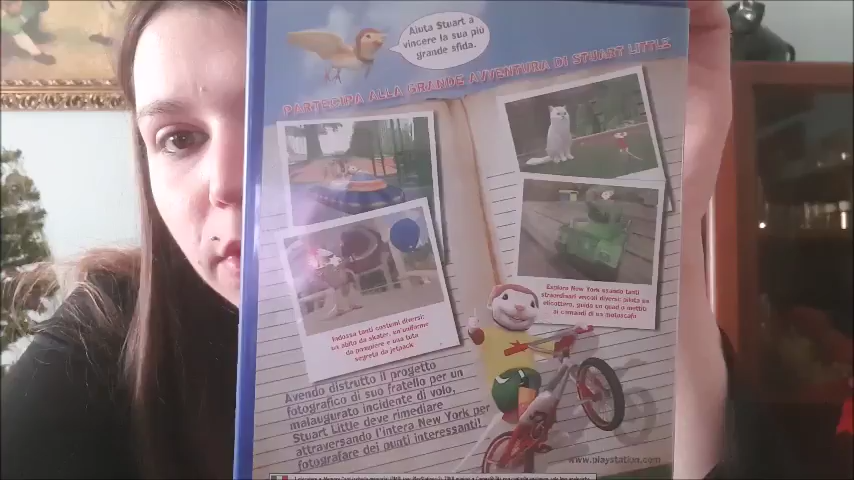 Aiuta Stuart a
vincere la sua più
grande sfida.
PARTECIPA ALLA GRANDE AVVENTURA DI STUART LITTLE
Indossa tanti costumi diversi:
un abito da skater, un'uniforme
da pompiere e una tuta
segreta da jetpack
Esplora New York usando tanti
straordinari mezzi diversi: aiuta un
elicottero, guida un quad o mettiti
ai comandi di un motoscafo
Avendo distrutto il progetto
fotografico di suo fratello per un
malaugurato incidente di volo,
Stuart Little deve rimediare
attraversando l'intera New York per
fotografare dei punti interessanti!
www.playstation.com